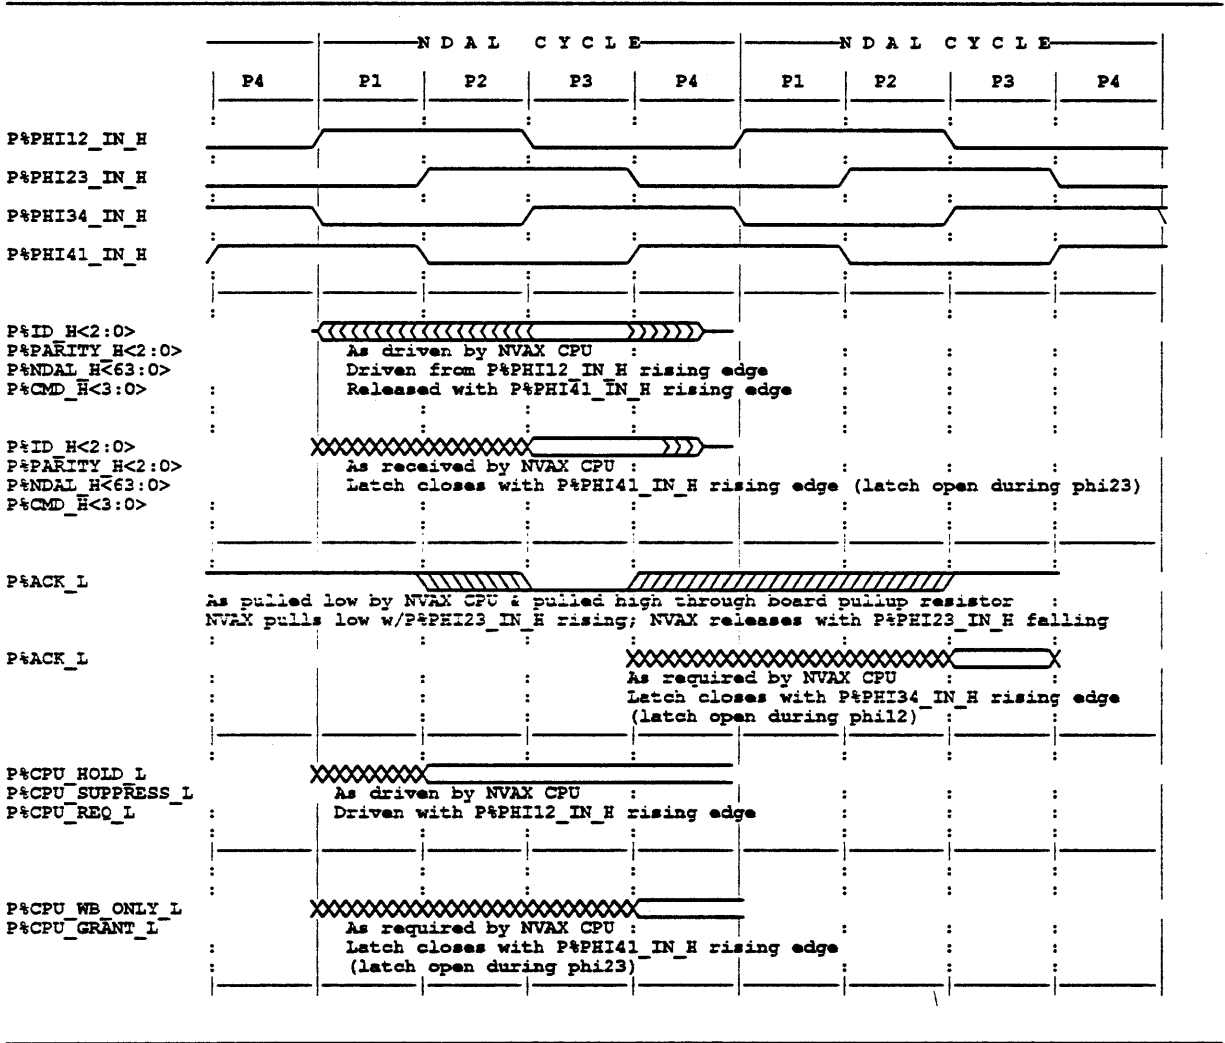 N D A L C Y C L E N D A L C Y C L E
P4 P1 P2 P3 P4 P1 P2 P3 P4
P%PHI12_IN_H
P%PHI23_IN_H
P%PHI34_IN_H
P%PHI41_IN_H
P%ID_H<2:0>
P%PARITY_H<2:0> As driven by NVAX CPU
P%NDAL_H<63:0> Driven from P%PHI12_IN_H rising edge
P%CMD_H<3:0> Released with P%PHI41_IN_H rising edge
P%ID_H<2:0>
P%PARITY_H<2:0> As received by NVAX CPU
P%NDAL_H<63:0> Latch closes with P%PHI41_IN_H rising edge (latch open during phi23)
P%CMD_H<3:0>
P%ACK_L
As pulled low by NVAX CPU & pulled high through board pullup resistor
NVAX pulls low w/P%PHI23_IN_H rising; NVAX releases with P%PHI23_IN_H falling
P%ACK_L
As required by NVAX CPU
Latch closes with P%PHI34_IN_H rising edge
(latch open during phi12)
P%CPU_HOLD_L
P%CPU_SUPPRESS_L As driven by NVAX CPU
P%CPU_REQ_L Driven with P%PHI12_IN_H rising edge
P%CPU_WB_ONLY_L
P%CPU_GRANT_L As required by NVAX CPU
Latch closes with P%PHI41_IN_H rising edge
(latch open during phi23)